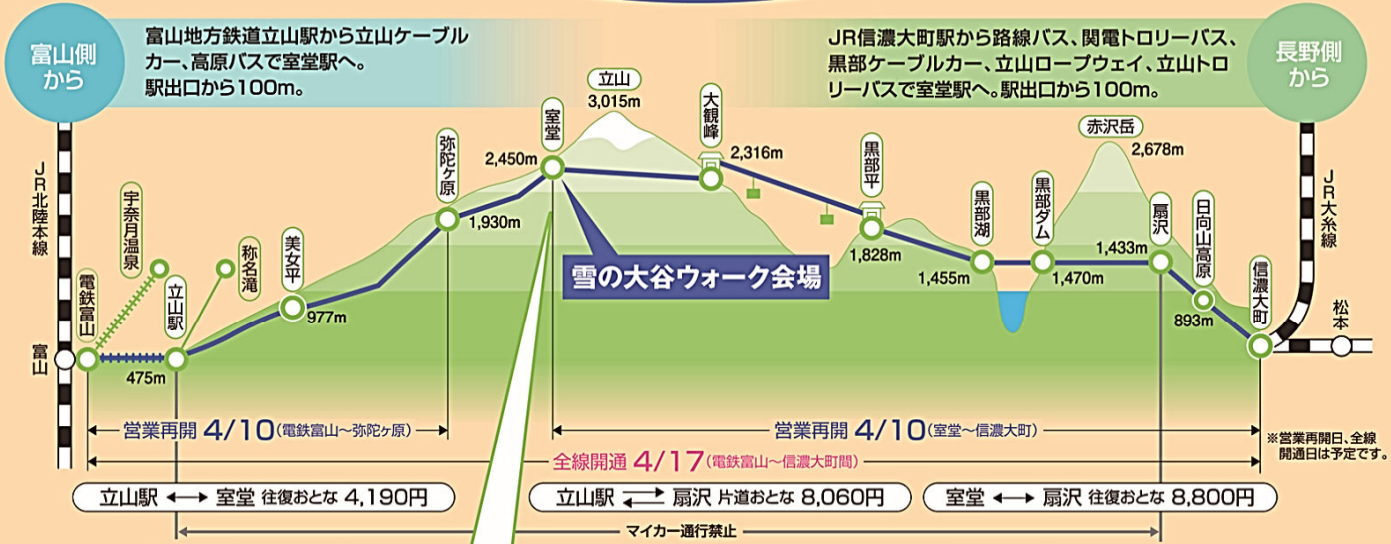 富山側
から
富山地方鉄道立山駅から立山ケーブル
カー、高原バスで室堂駅へ。
駅出口から100m。
JR信濃大町駅から路線バス、関電トロリーバス、
黒部ケーブルカー、立山ロープウェイ、立山トロ
リーバスで室堂駅へ。駅出口から100m。
長野側
から
立山
3,015m
室堂
2,450m
大観峰
2,316m
赤沢岳
2,678m
弥陀ヶ原
1,930m
黒部平
1,828m
黒部湖
1,455m
黒部ダム
1,470m
扇沢
1,433m
日向山高原
893m
信濃大町
JR大糸線
松本
JR北陸本線
宇奈月温泉
称名滝
美女平
977m
電鉄富山
立山駅
475m
富山
雪の大谷ウォーク会場
営業再開 4/10(電鉄富山～弥陀ヶ原)
営業再開 4/10(室堂～信濃大町)
全線開通 4/17(電鉄富山～信濃大町間)
※営業再開日、全線
開通日は予定です。
立山駅 ⟷ 室堂 往復おとな 4,190円
立山駅 ⇄ 扇沢 片道おとな 8,060円
室堂 ⟷ 扇沢 往復おとな 8,800円
マイカー通行禁止